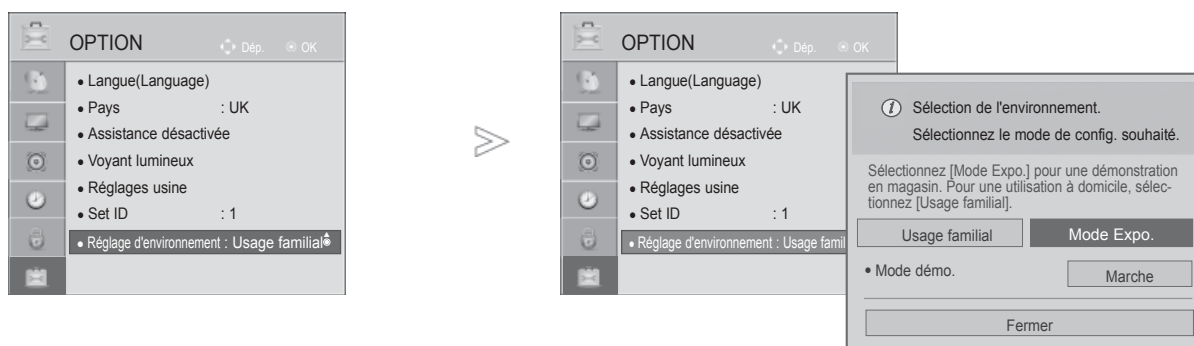 OPTION
Dép. OK
• Langue(Language)
• Pays : UK
• Assistance désactivée
• Voyant lumineux
• Réglages usine
• Set ID : 1
• Réglage d'environnement : Usage familial
OPTION
Dép. OK
• Langue(Language)
• Pays : UK
• Assistance désactivée
• Voyant lumineux
• Réglages usine
• Set ID : 1
• Réglage d'environnement : Usage famil
Sélection de l'environnement.
Sélectionnez le mode de config. souhaité.
Sélectionnez [Mode Expo.] pour une démonstration
en magasin. Pour une utilisation à domicile, sélec-
tionnez [Usage familial].
Usage familial
Mode Expo.
• Mode démo.
Marche
Fermer